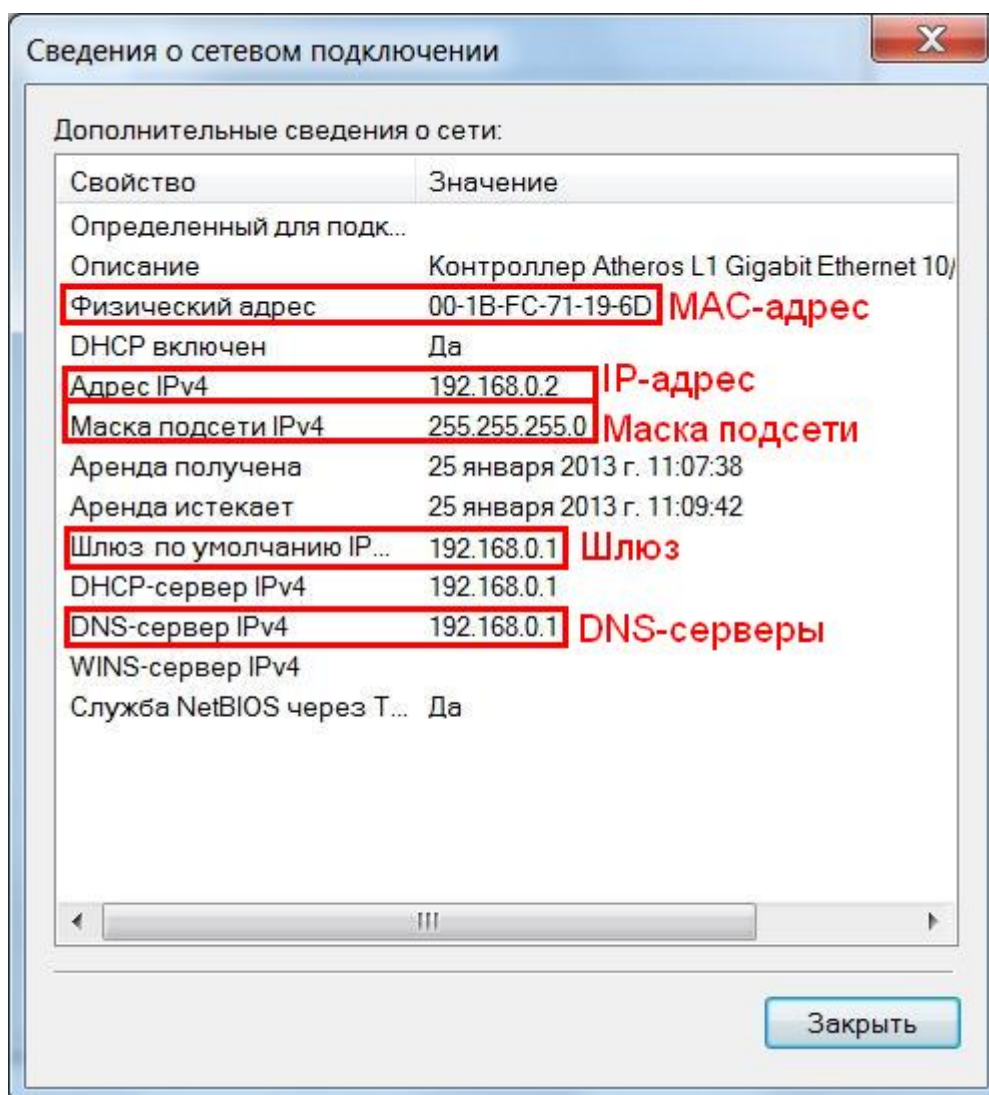 Сведения о сетевом подключении
Дополнительные сведения о сети:
Свойство Значение
Определенный для подк...
Описание Контроллер Atheros L1 Gigabit Ethernet 10/
Физический адрес 00-1B-FC-71-19-6D MAC-адрес
DHCP включен Да
Адрес IPv4 192.168.0.2 IP-адрес
Маска подсети IPv4 255.255.255.0 Маска подсети
Аренда получена 25 января 2013 г. 11:07:38
Аренда истекает 25 января 2013 г. 11:09:42
Шлюз по умолчанию IP... 192.168.0.1 Шлюз
DHCP-сервер IPv4 192.168.0.1
DNS-сервер IPv4 192.168.0.1 DNS-серверы
WINS-сервер IPv4
Служба NetBIOS через T... Да
Закрыть